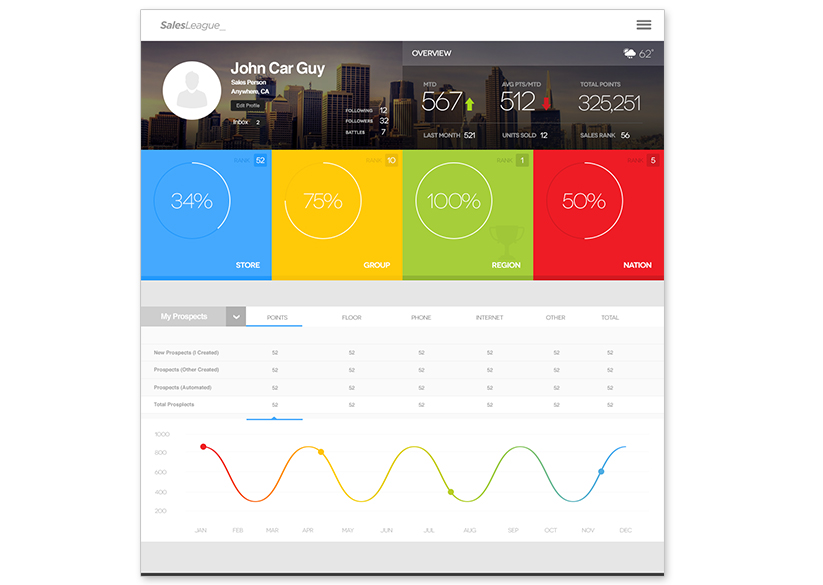 SalesLeague_
John Car Guy
Sales Person
Anywhere, CA
Edit Profile
Inbox 2
FOLLOWING 12
FOLLOWERS 32
BATTLES 7
OVERVIEW 62°
MTD AVG PTS/MTD TOTAL POINTS
567 512 325,251
LAST MONTH 521 UNITS SOLD 12 SALES RANK 56
RANK 52
34%
STORE
RANK 10
75%
GROUP
RANK 1
100%
REGION
RANK 5
50%
NATION
My Prospects POINTS FLOOR PHONE INTERNET OTHER TOTAL
New Prospects (I Created) 52 52 52 52 52 52
Prospects (Other Created) 52 52 52 52 52 52
Prospects (Automated) 52 52 52 52 52 52
Total Prosplects 52 52 52 52 52 52
1000
800
600
400
200
JAN FEB MAR APR MAY JUN JUL AUG SEP OCT NOV DEC